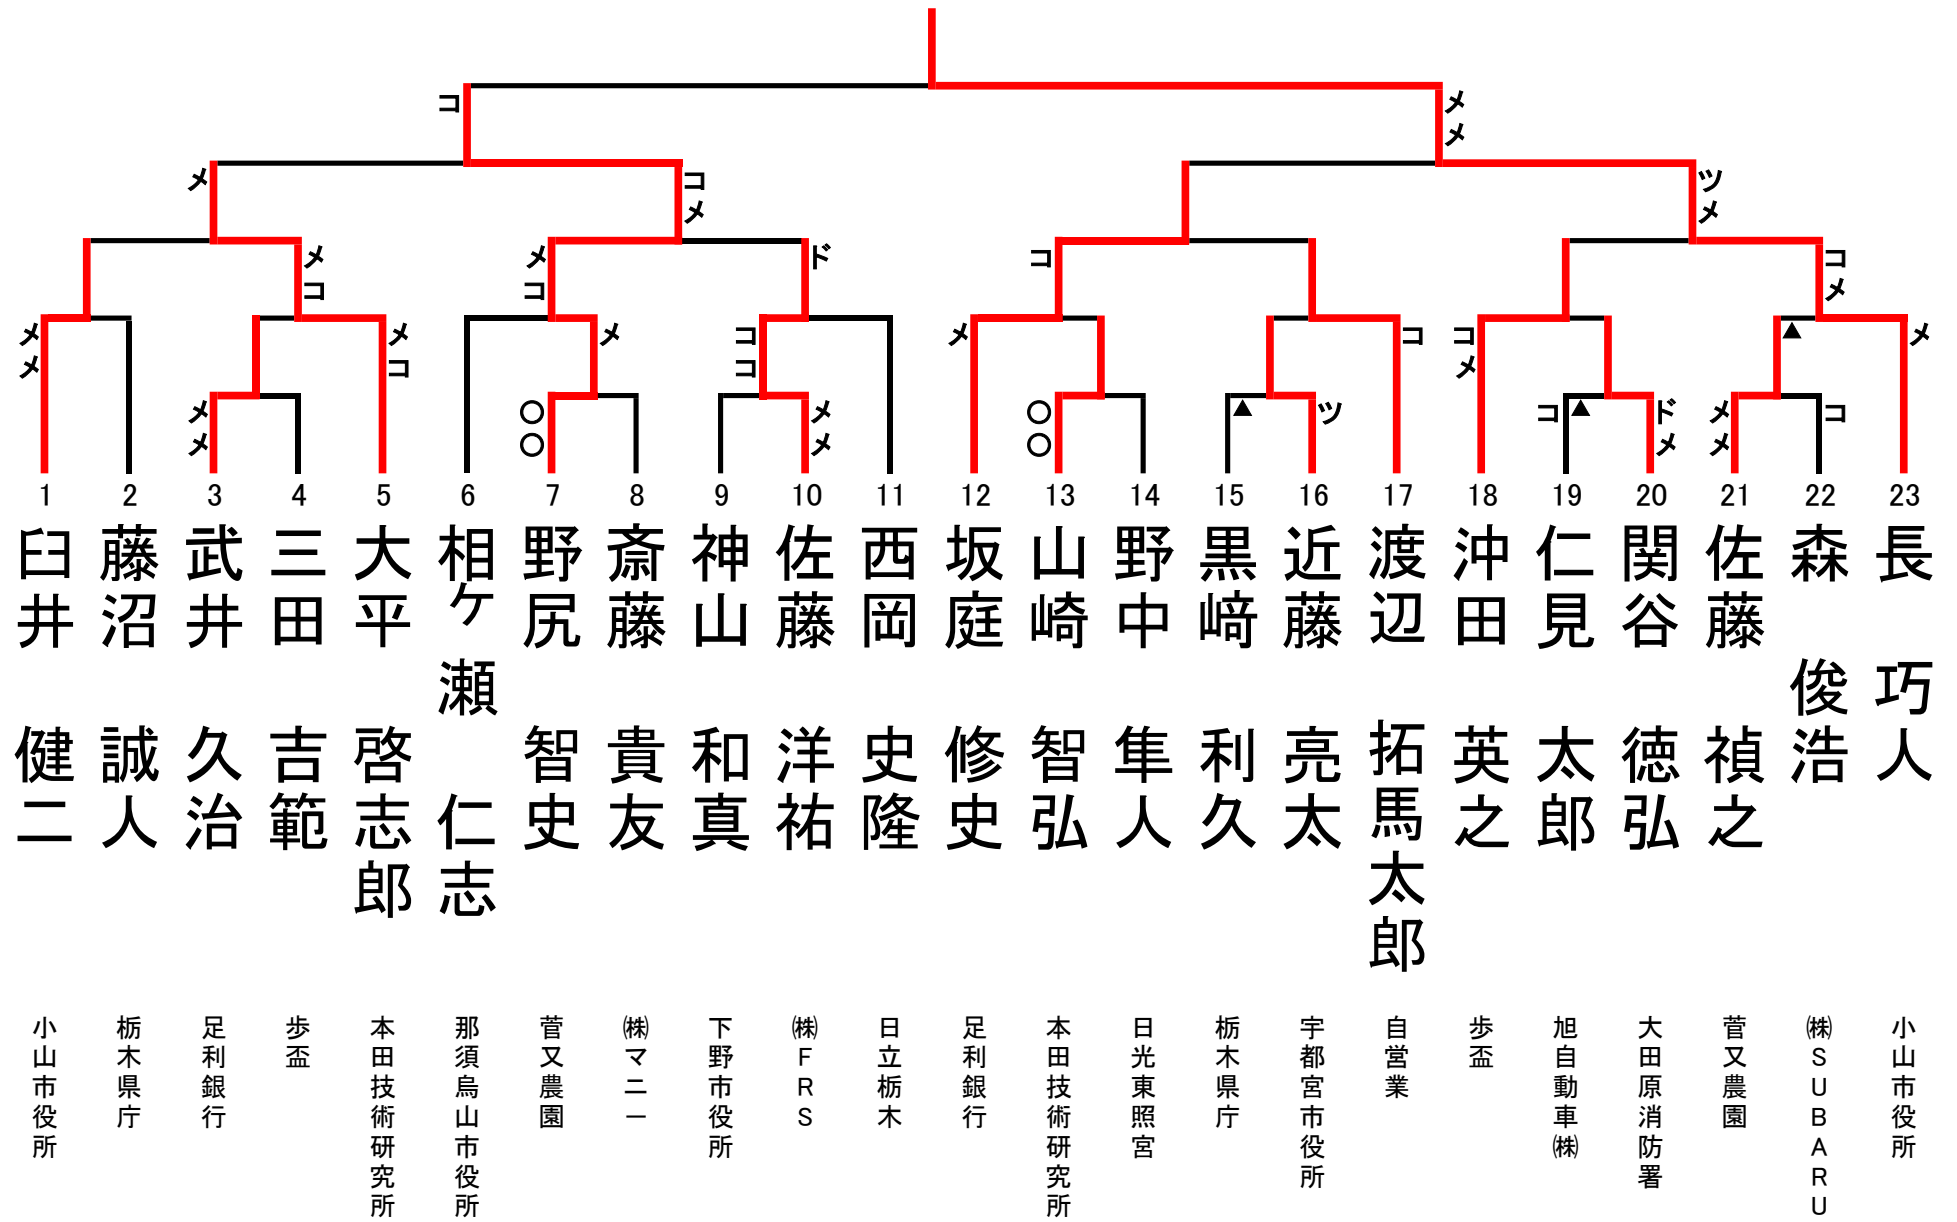 コ
メ
メ
メ
コ
メ
ツ
メ
メ
コ
メ
コ
ド
コ
コ
メ
メ
メ
メ
コ
メ
コ
コ
メ
コ
コ
メ
▲
メ
メ
メ
○
○
メ
メ
○
○
▲
ツ
コ
▲
ド
メ
メ
メ
コ
1 2 3 4 5 6 7 8 9 10 11 12 13 14 15 16 17 18 19 20 21 22 23
臼井 健二
藤沼 誠人
武井 久治
三田 吉範
大平 啓志郎
相ケ瀬 仁志
野尻 智史
斎藤 貴友
神山 和真
佐藤 洋祐
西岡 史隆
坂庭 修史
山崎 智弘
野中 隼人
黒﨑 利久
近藤 亮太
渡辺 拓馬太郎
沖田 英之
仁見 太郎
関谷 徳弘
佐藤 禎之
森 俊浩
長 巧人
小山市役所
栃木県庁
足利銀行
歩盃
本田技術研究所
那須烏山市役所
菅又農園
㈱マニー
下野市役所
㈱FRS
日立栃木
足利銀行
本田技術研究所
日光東照宮
栃木県庁
宇都宮市役所
自営業
歩盃
旭自動車㈱
大田原消防署
菅又農園
㈱SUBARU
小山市役所